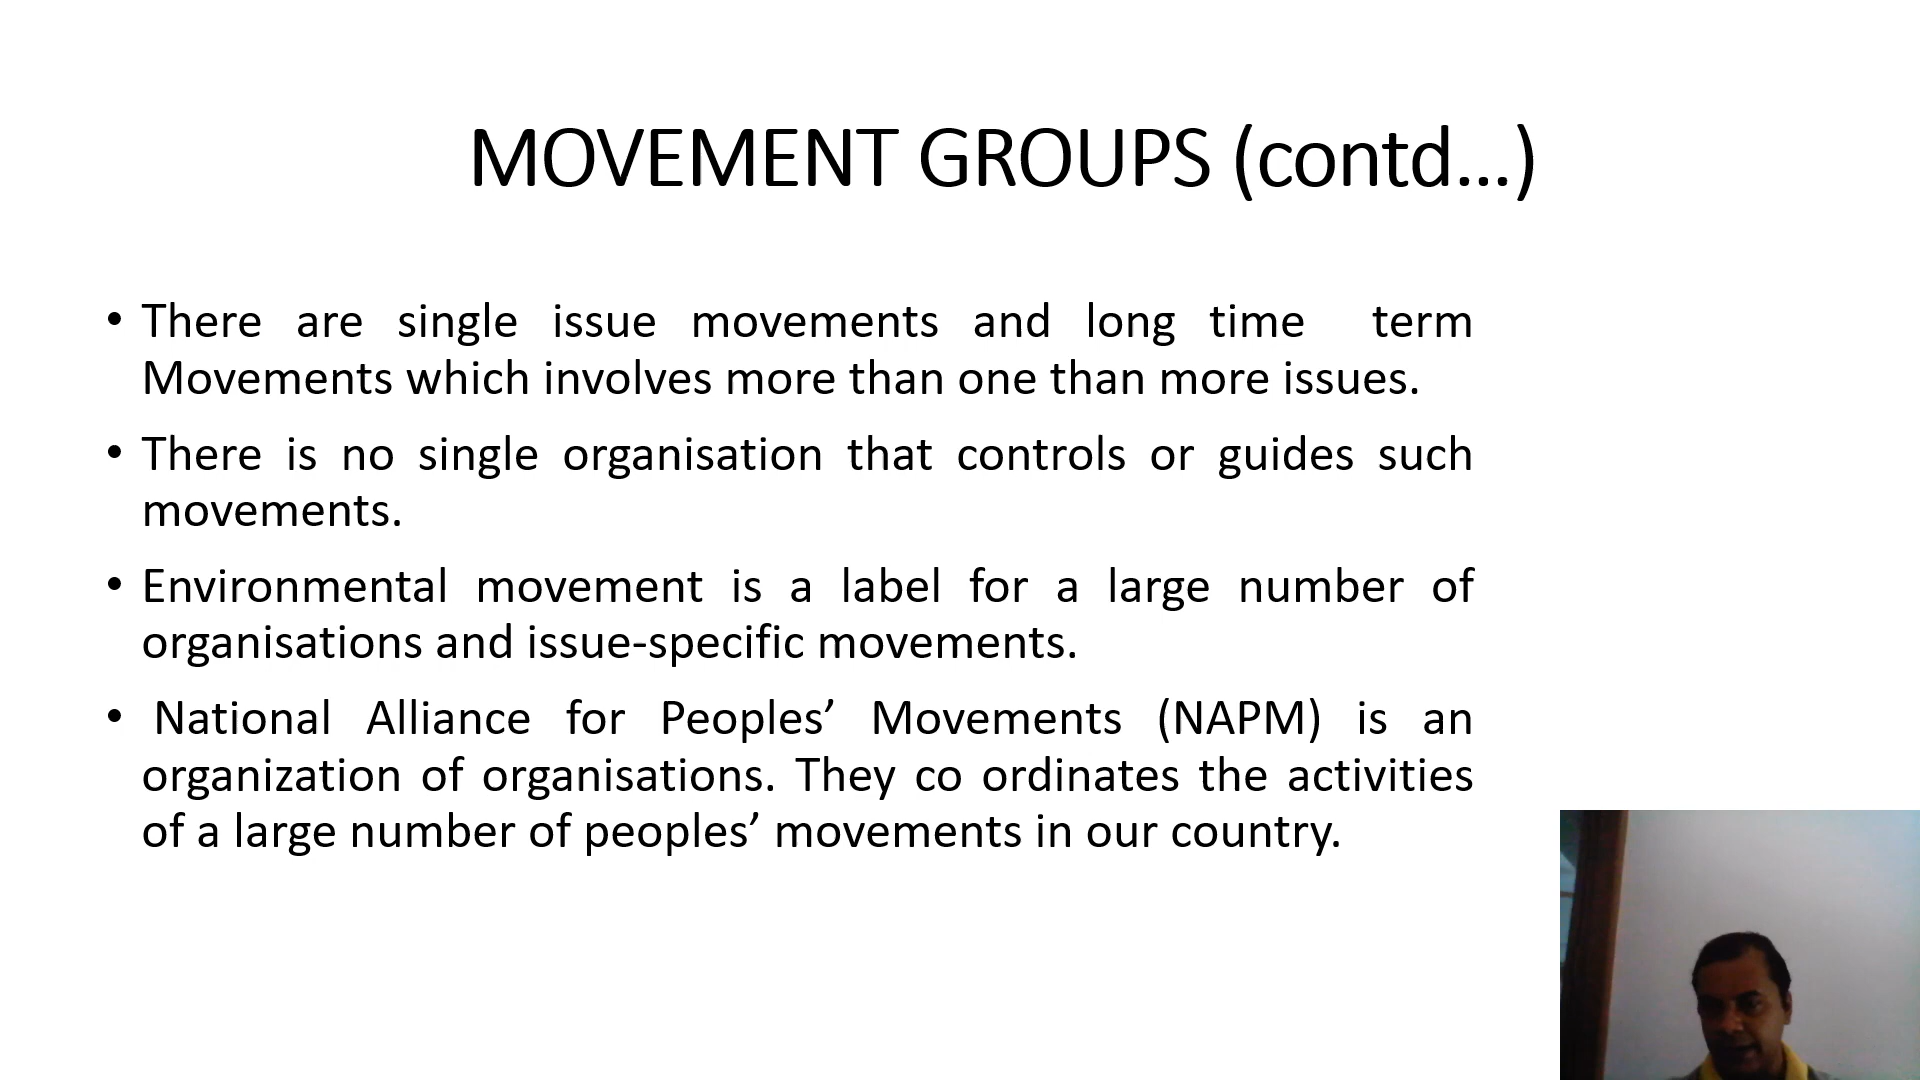 MOVEMENT GROUPS (contd...)
• There are single issue movements and long time term
Movements which involves more than one than more issues.
• There is no single organisation that controls or guides such
movements.
• Environmental movement is a label for a large number of
organisations and issue-specific movements.
• National Alliance for Peoples’ Movements (NAPM) is an
organization of organisations. They co ordinates the activities
of a large number of peoples’ movements in our country.